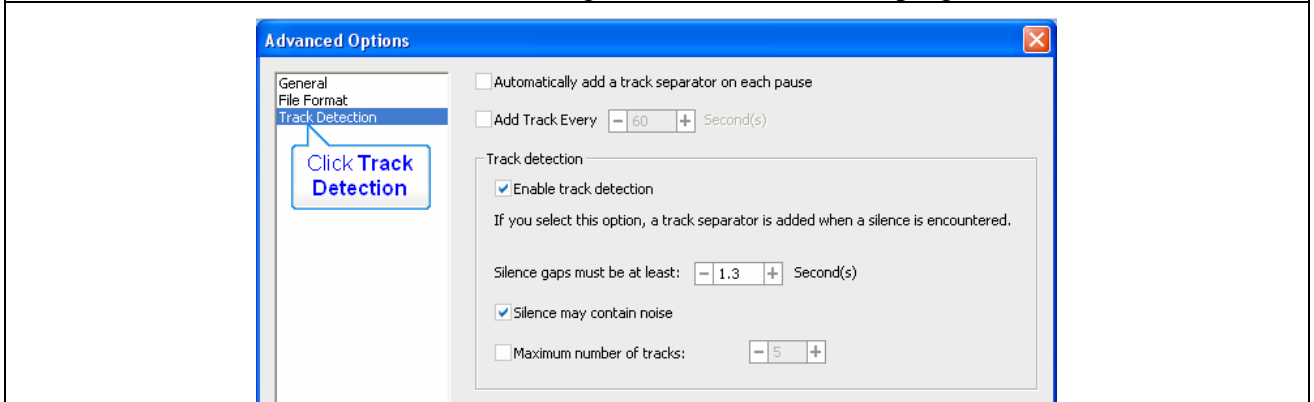 Advanced Options
General
File Format
Track Detection
Click Track
Detection
Automatically add a track separator on each pause
Add Track Every - 60 + Second(s)
Track detection
Enable track detection
If you select this option, a track separator is added when a silence is encountered.
Silence gaps must be at least: - 1.3 + Second(s)
Silence may contain noise
Maximum number of tracks: - 5 +